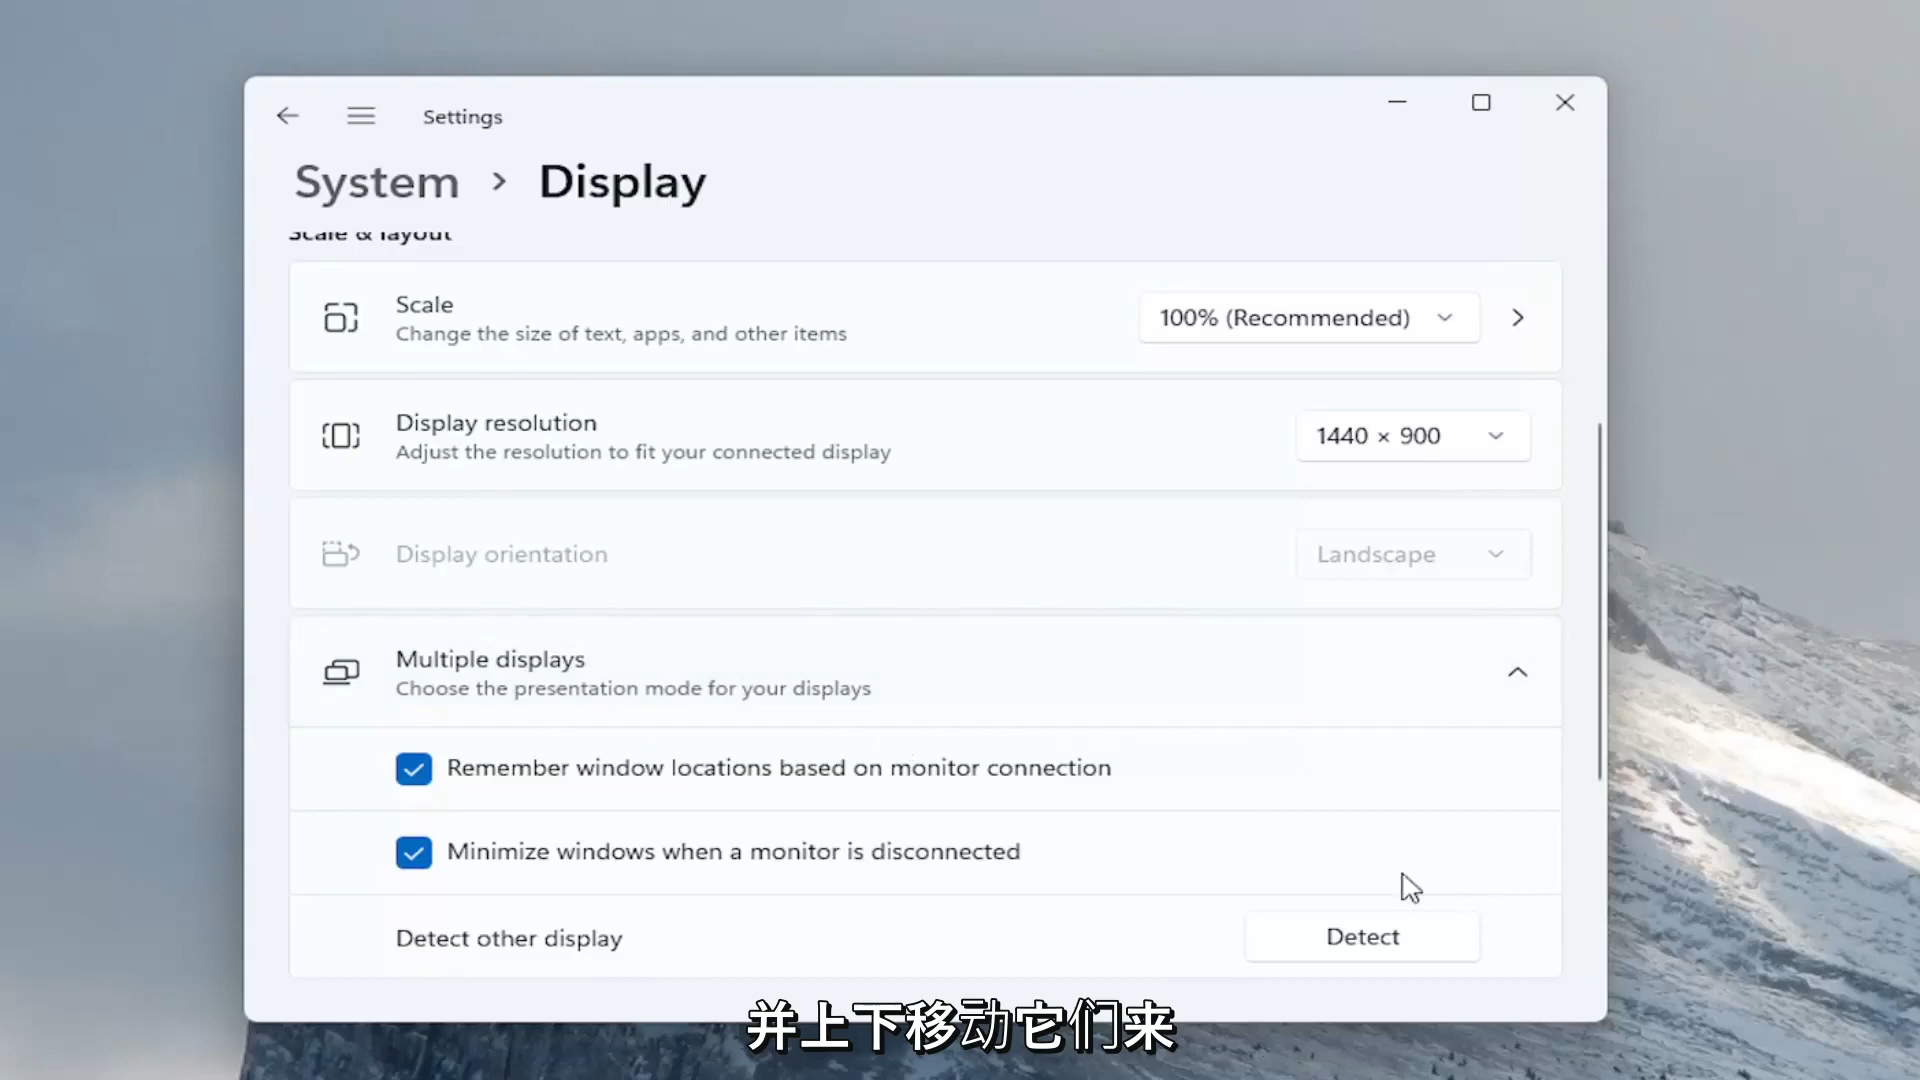 Settings
System > Display
Scale & layout
Scale
Change the size of text, apps, and other items
100% (Recommended)
Display resolution
Adjust the resolution to fit your connected display
1440 × 900
Display orientation
Landscape
Multiple displays
Choose the presentation mode for your displays
Remember window locations based on monitor connection
Minimize windows when a monitor is disconnected
Detect other display
Detect
并上下移动它们来